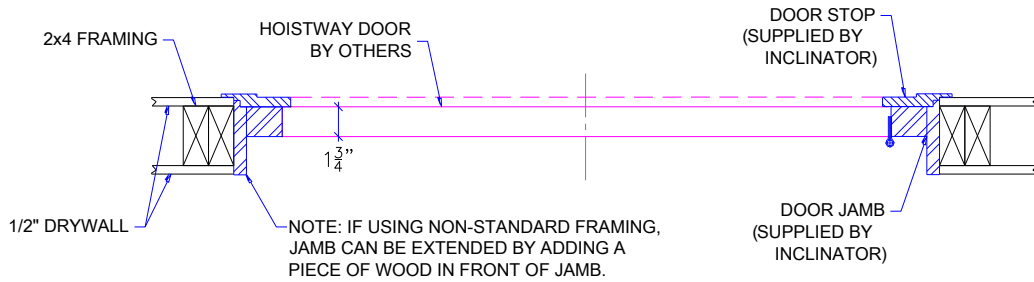 2x4 FRAMING
HOISTWAY DOOR
BY OTHERS
DOOR STOP
(SUPPLIED BY
INCLINATOR)
1 3/4”
1/2" DRYWALL
NOTE: IF USING NON-STANDARD FRAMING,
JAMB CAN BE EXTENDED BY ADDING A
PIECE OF WOOD IN FRONT OF JAMB.
DOOR JAMB
(SUPPLIED BY
INCLINATOR)